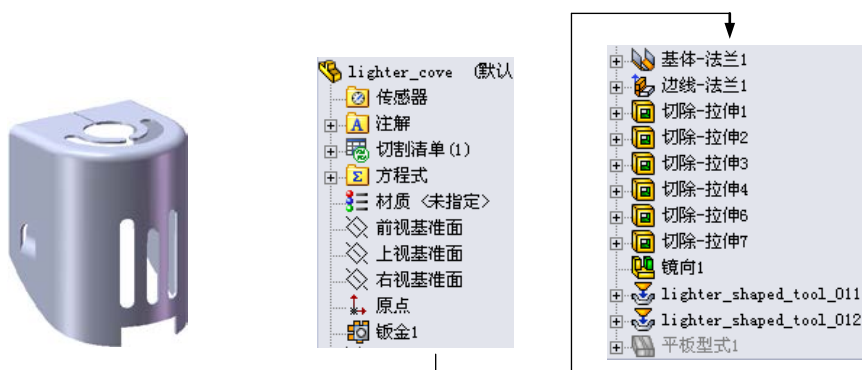 lighter_cove (默认
传感器
注解
切割清单(1)
方程式
材质 <未指定>
前视基准面
上视基准面
右视基准面
原点
钣金1
基体-法兰1
边线-法兰1
切除-拉伸1
切除-拉伸2
切除-拉伸3
切除-拉伸4
切除-拉伸6
切除-拉伸7
镜向1
lighter_shaped_tool_011
lighter_shaped_tool_012
平板型式1